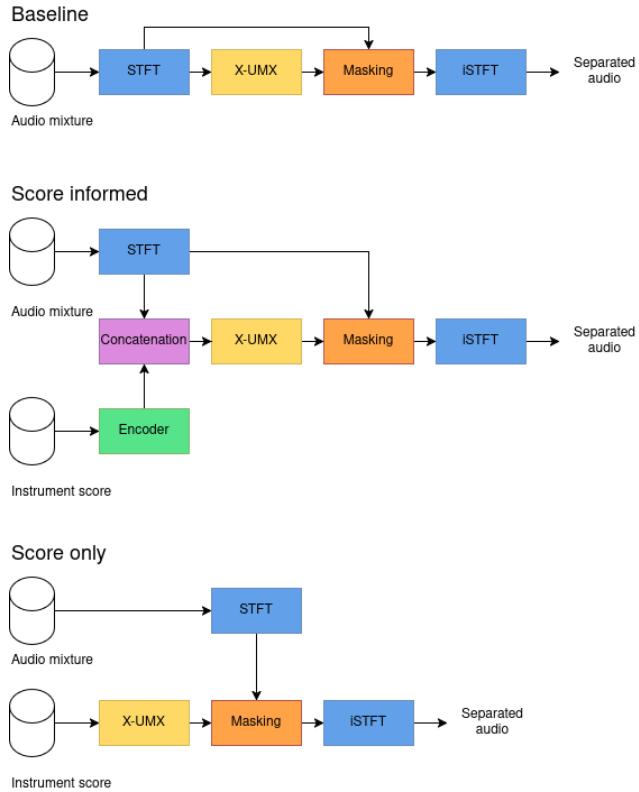 Baseline
STFT
X-UMX
Masking
iSTFT
Separated
audio
Audio mixture
Score informed
STFT
Audio mixture
Concatenation
X-UMX
Masking
iSTFT
Separated
audio
Encoder
Instrument score
Score only
STFT
Audio mixture
X-UMX
Masking
iSTFT
Separated
audio
Instrument score